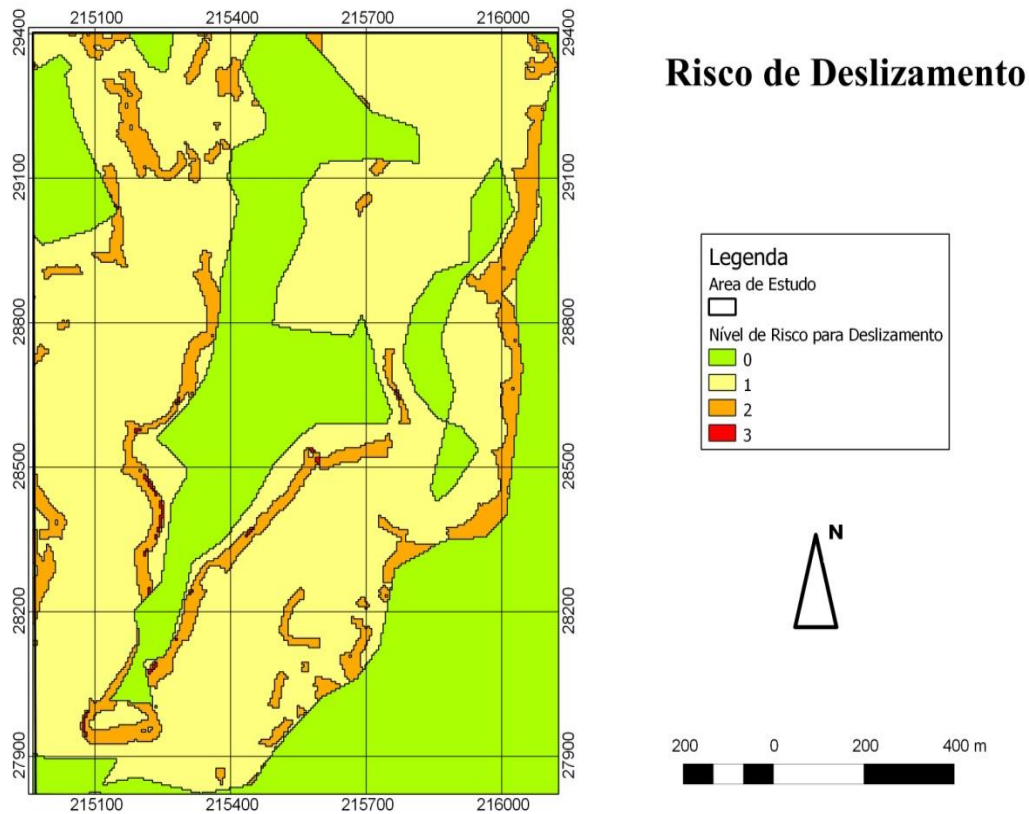 215100 215400 215700 216000
29400 29400
Risco de Deslizamento
29100 29100
Legenda
Area de Estudo
28800 28800
Nível de Risco para Deslizamento
0
1
2
3
28500 28500
N
28200 28200
27900 27900
200 0 200 400 m
215100 215400 215700 216000